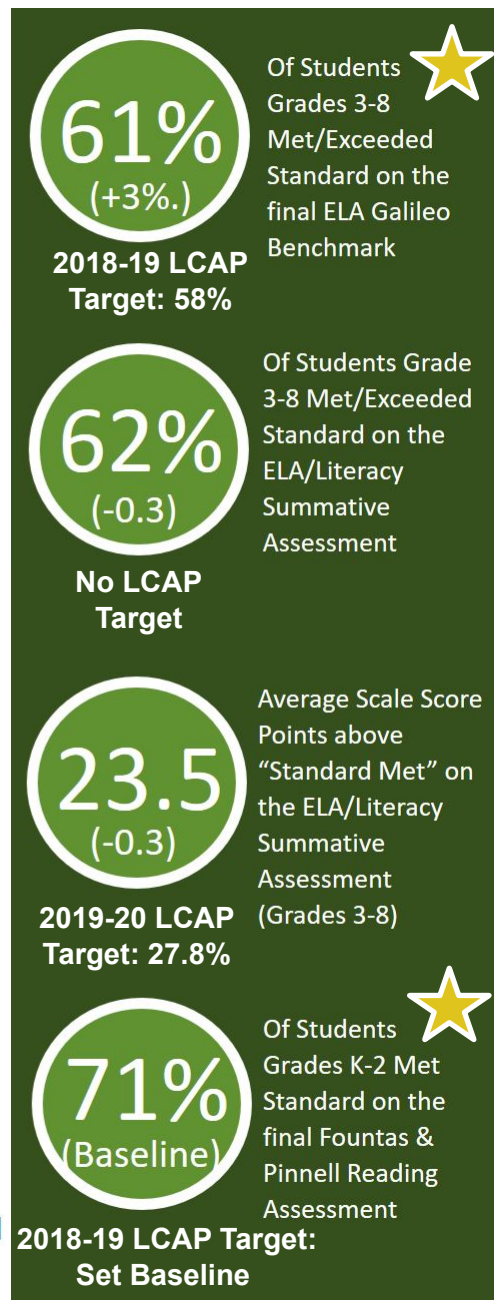 61%
(+3%.)
2018-19 LCAP
Target: 58%
Of Students
Grades 3-8
Met/Exceeded
Standard on the
final ELA Galileo
Benchmark
62%
(-0.3)
No LCAP
Target
Of Students Grade
3-8 Met/Exceeded
Standard on the
ELA/Literacy
Summative
Assessment
23.5
(-0.3)
2019-20 LCAP
Target: 27.8%
Average Scale Score
Points above
“Standard Met” on
the ELA/Literacy
Summative
Assessment
(Grades 3-8)
71%
(Baseline)
2018-19 LCAP Target:
Set Baseline
Of Students
Grades K-2 Met
Standard on the
final Fountas &
Pinnell Reading
Assessment